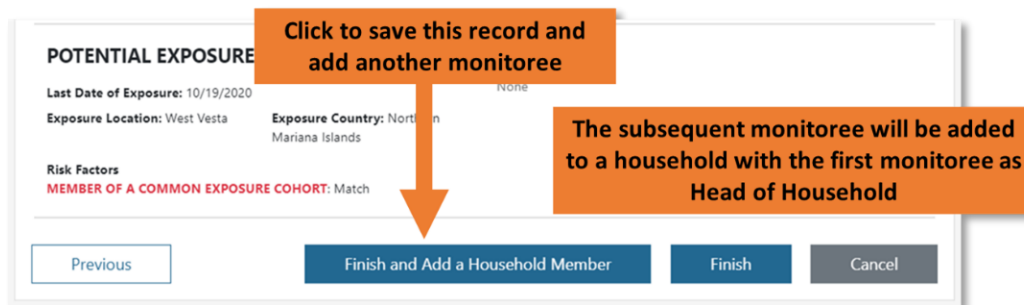 Click to save this record and
add another monitoree
POTENTIAL EXPOSURE
None
Last Date of Exposure: 10/19/2020
Exposure Location: West Vesta
Exposure Country:
Mariana Islands
The subsequent monitoree will be added
to a household with the first monitoree as
Head of Household
Risk Factors
MEMBER OF A COMMON EXPOSURE COHORT: Match
Previous
Finish and Add a Household Member
Finish
Cancel